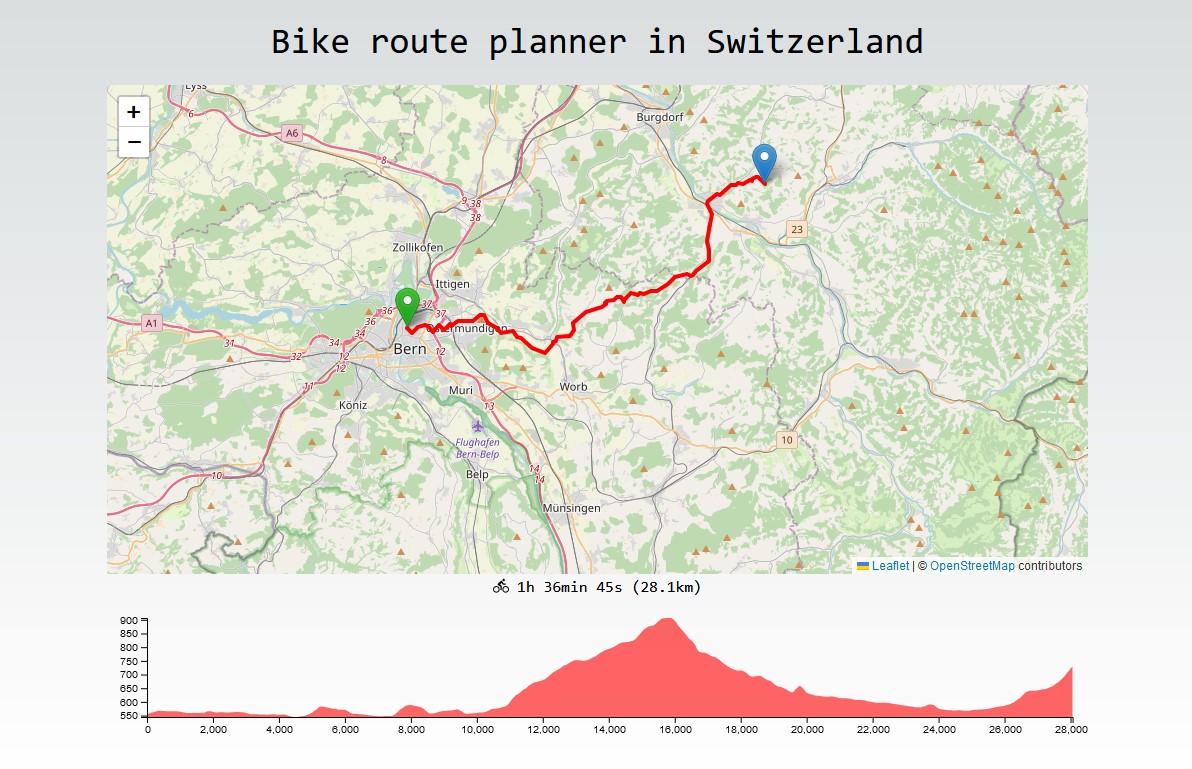 Bike route planner in Switzerland
Lyss
+
−
6
A6
8
Burgdorf
9
38
38
23
Zollikofen
Ittigen
37
37
36
36
A1
31
34
34
32
12
12
11
Ostermundigen
Bern
12
Muri
13
Worb
Köniz
10
Flughafen
Bern-Belp
Belp
14
14
10
Münsingen
Leaflet | © OpenStreetMap contributors
1h 36min 45s (28.1km)
900
850
800
750
700
650
600
550
0 2,000 4,000 6,000 8,000 10,000 12,000 14,000 16,000 18,000 20,000 22,000 24,000 26,000 28,000